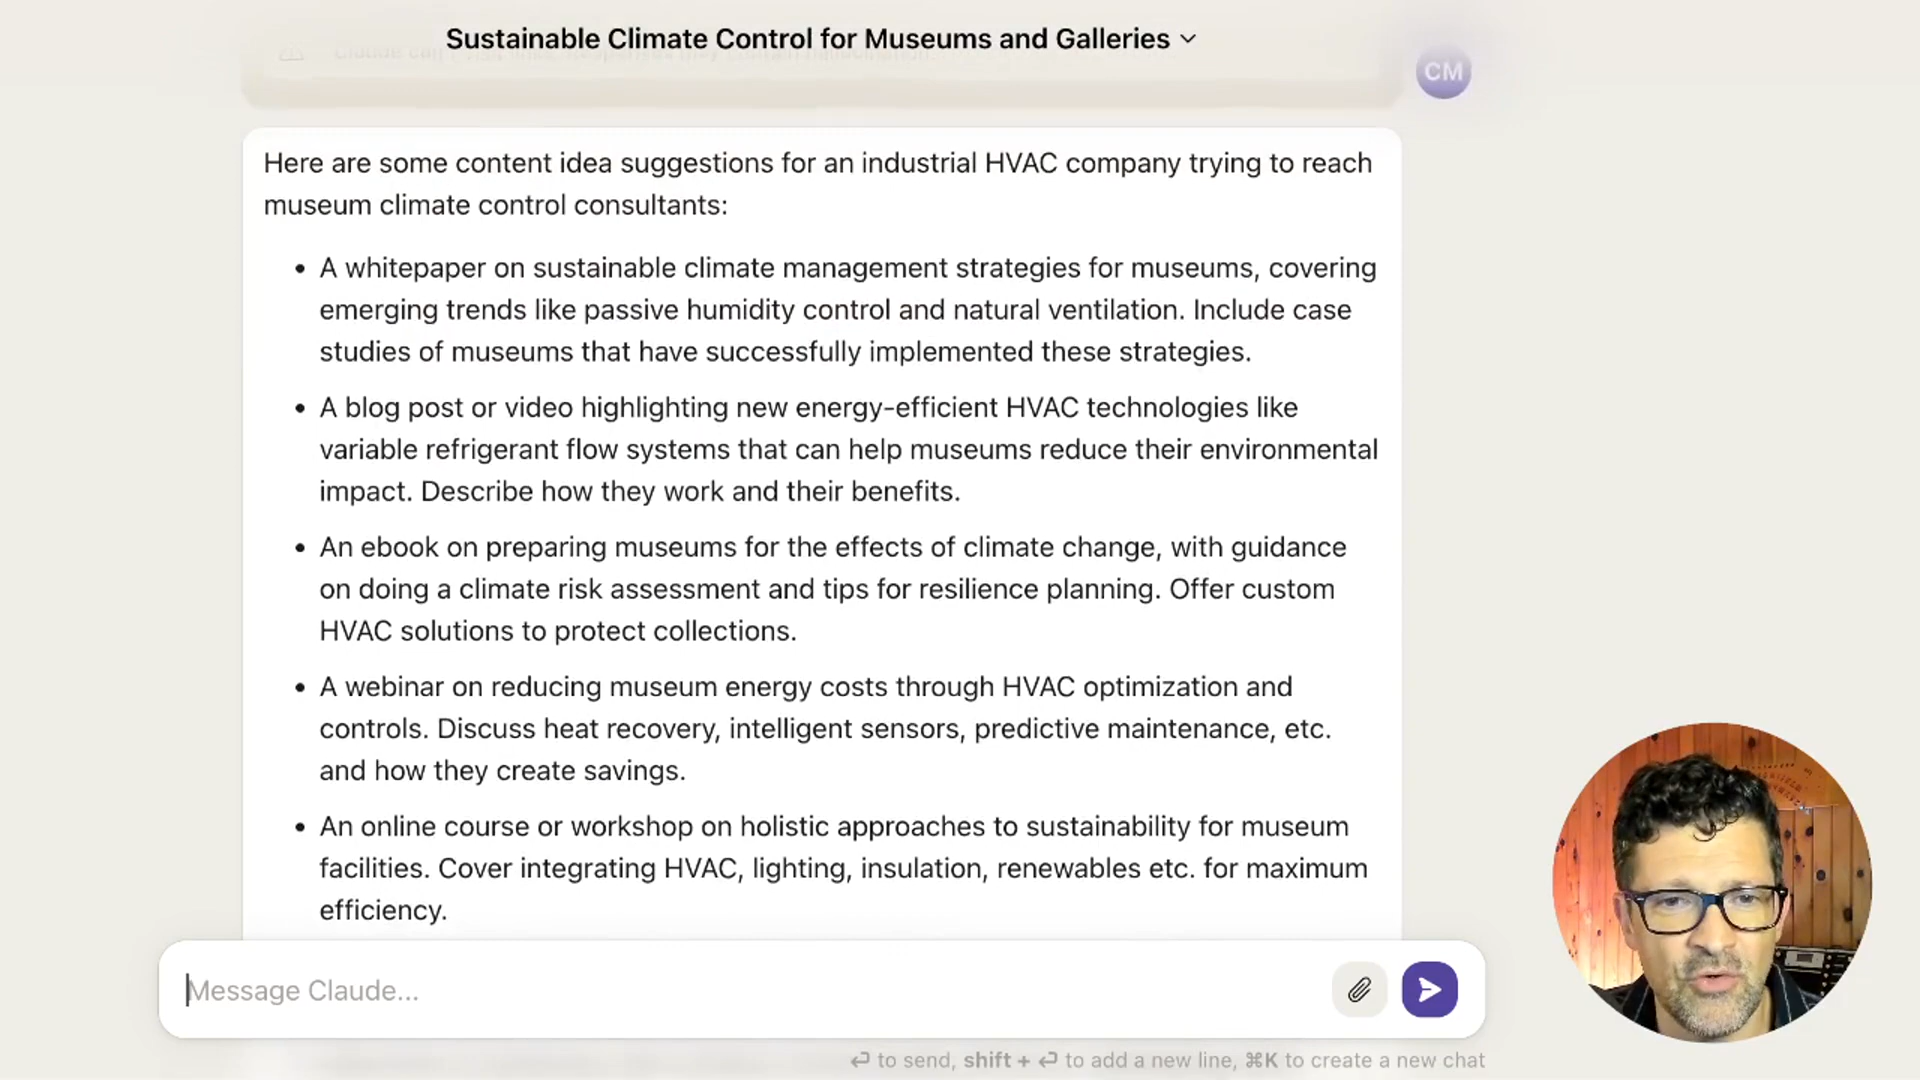 Sustainable Climate Control for Museums and Galleries
CM
Here are some content idea suggestions for an industrial HVAC company trying to reach
museum climate control consultants:
• A whitepaper on sustainable climate management strategies for museums, covering
emerging trends like passive humidity control and natural ventilation. Include case
studies of museums that have successfully implemented these strategies.
• A blog post or video highlighting new energy-efficient HVAC technologies like
variable refrigerant flow systems that can help museums reduce their environmental
impact. Describe how they work and their benefits.
• An ebook on preparing museums for the effects of climate change, with guidance
on doing a climate risk assessment and tips for resilience planning. Offer custom
HVAC solutions to protect collections.
• A webinar on reducing museum energy costs through HVAC optimization and
controls. Discuss heat recovery, intelligent sensors, predictive maintenance, etc.
and how they create savings.
• An online course or workshop on holistic approaches to sustainability for museum
facilities. Cover integrating HVAC, lighting, insulation, renewables etc. for maximum
efficiency.
Message Claude...
⏎ to send, shift + ⏎ to add a new line, ⌘K to create a new chat